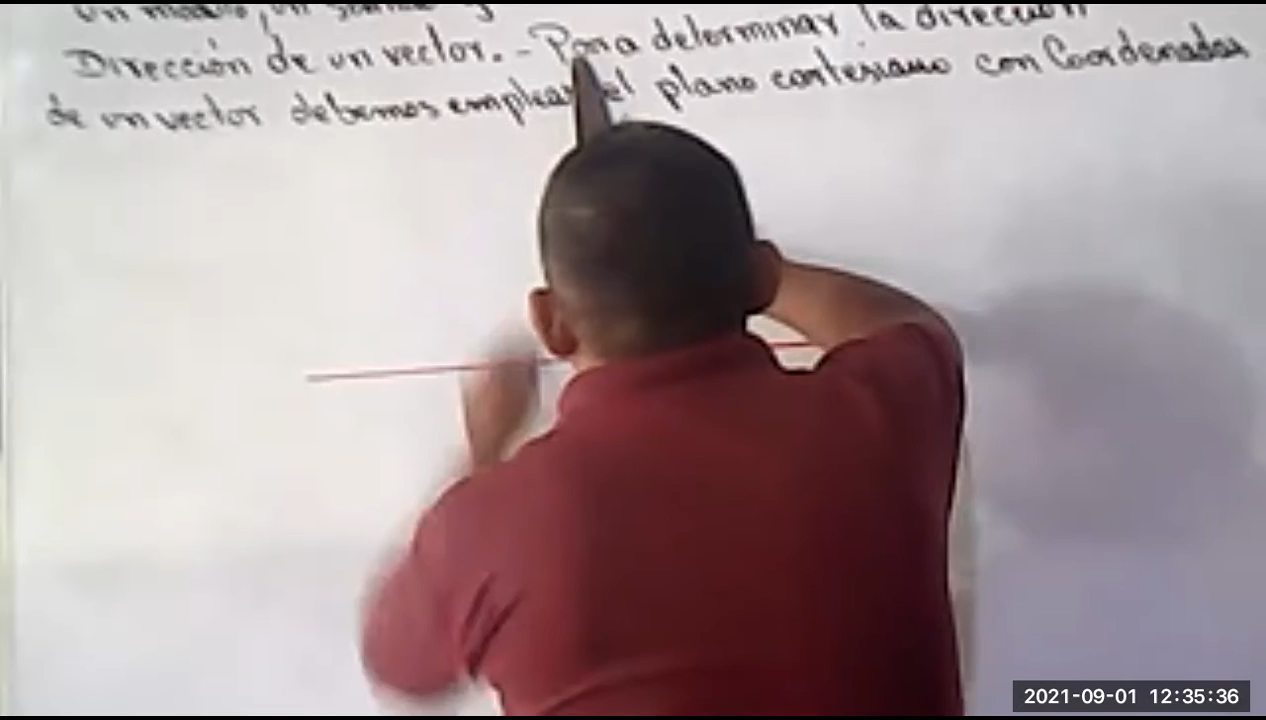 Dirección de un vector.- Para determinar la dirección
de un vector debemos emplear el plano cartesiano con Coordenadas
2021-09-01 12:35:36